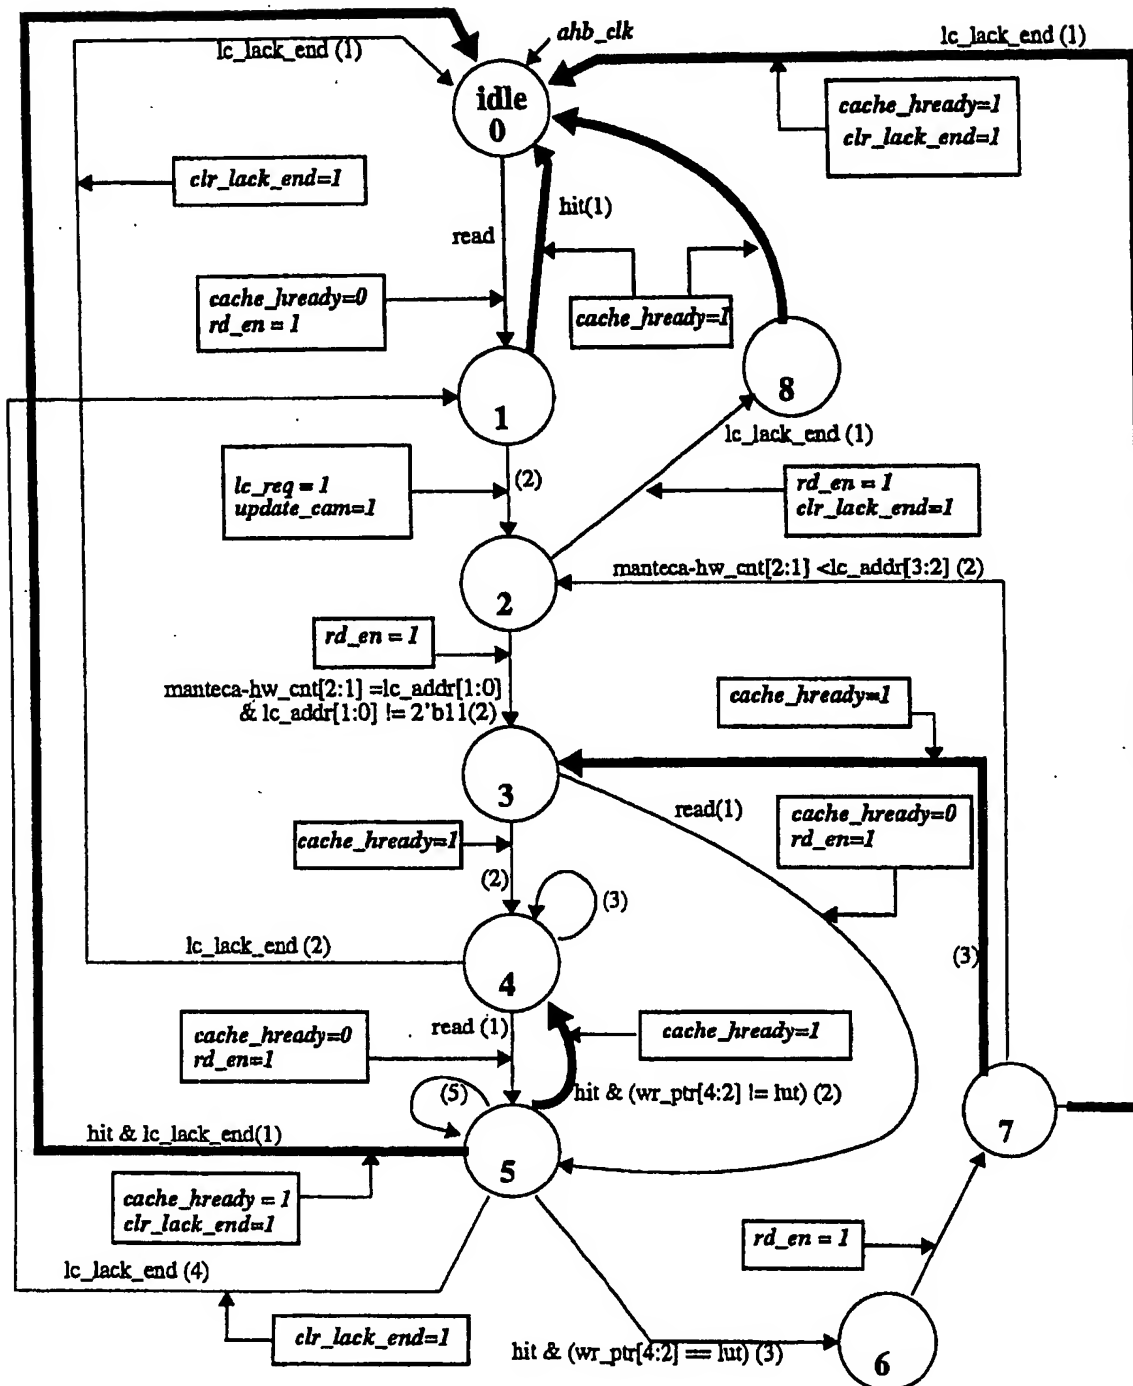 ahb_clk
lc_lack_end (1)
lc_lack_end (1)
idle
0
cache_hready=1
clr_lack_end=1
clr_lack_end=1
hit(1)
read
cache_hready=0
rd_en = 1
cache_hready=1
8
1
lc_lack_end (1)
lc_req = 1
update_cam=1
(2)
rd_en = 1
clr_lack_end=1
manteca-hw_cnt[2:1] <lc_addr[3:2] (2)
2
rd_en = 1
manteca-hw_cnt[2:1] =lc_addr[1:0]
& lc_addr[1:0] != 2'b11(2)
cache_hready=1
3
read(1)
cache_hready=0
rd_en=1
cache_hready=1
(2)
(3)
lc_lack_end (2)
(3)
4
read (1)
cache_hready=0
rd_en=1
cache_hready=1
(5)
hit & (wr_ptr[4:2] != lut) (2)
hit & lc_lack_end(1)
7
5
cache_hready = 1
clr_lack_end=1
rd_en = 1
lc_lack_end (4)
clr_lack_end=1
hit & (wr_ptr[4:2] == lut) (3)
6